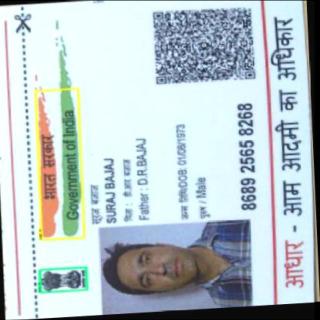 भारत सरकार
Government of India
सूरज बजाज
SURAJ BAJAJ
पिता : डी.आर बजाज
Father : D.R.BAJAJ
जन्म तिथि/DOB: 01/08/1973
पुरुष / Male
8689 2565 8268
आधार - आम आदमी का अधिकार